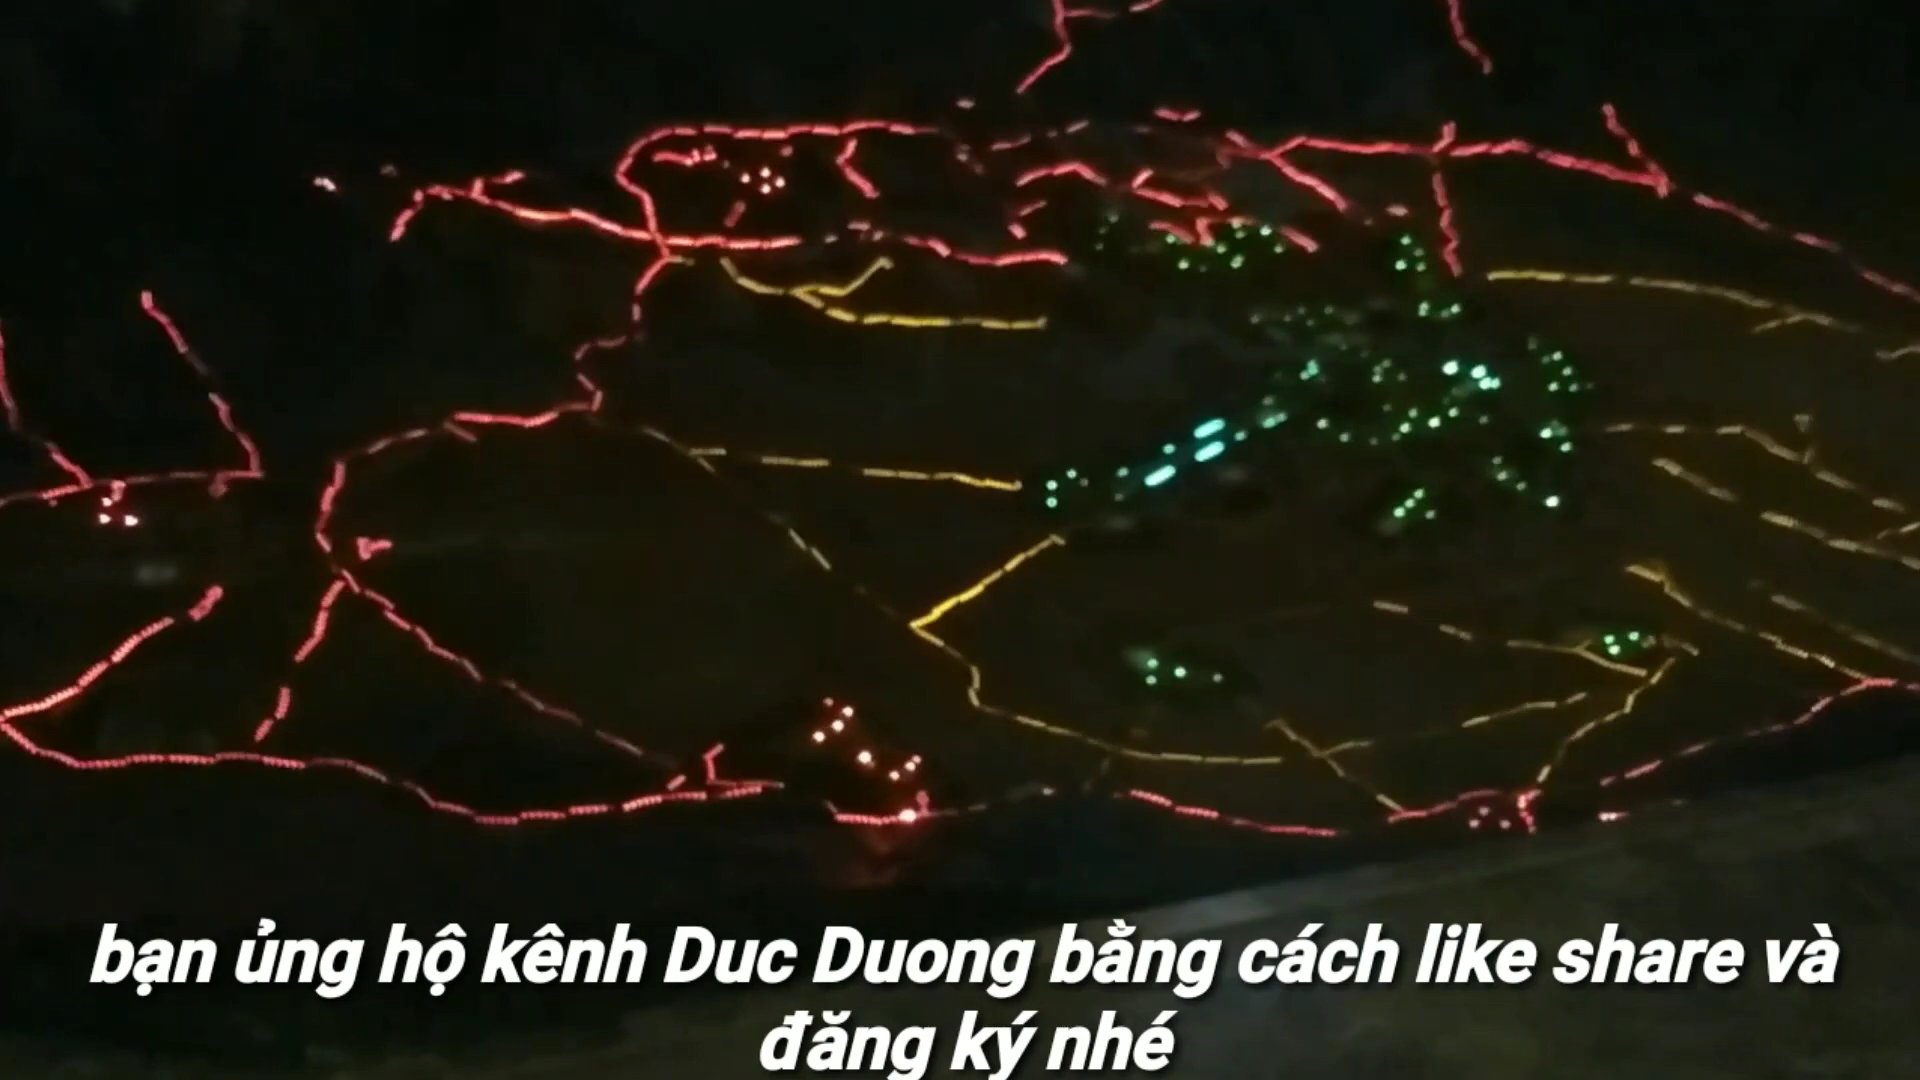 bạn ủng hộ kênh Duc Duong bằng cách like share và
đăng ký nhé